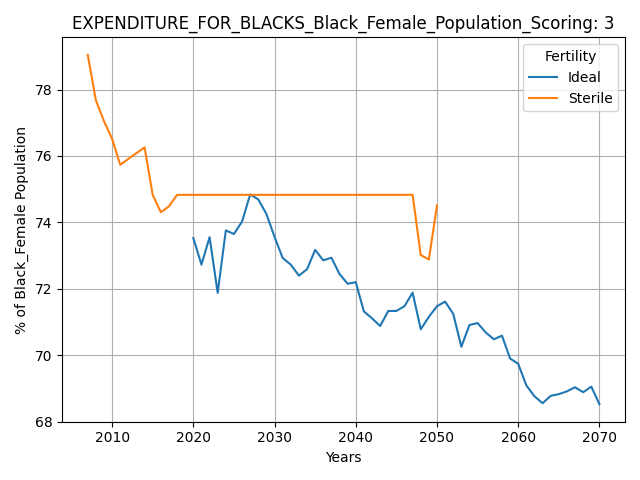 EXPENDITURE_FOR_BLACKS_Black_Female_Population_Scoring: 3
Fertility
Ideal
Sterile
% of Black_Female Population
78
76
74
72
70
68
2010 2020 2030 2040 2050 2060 2070
Years